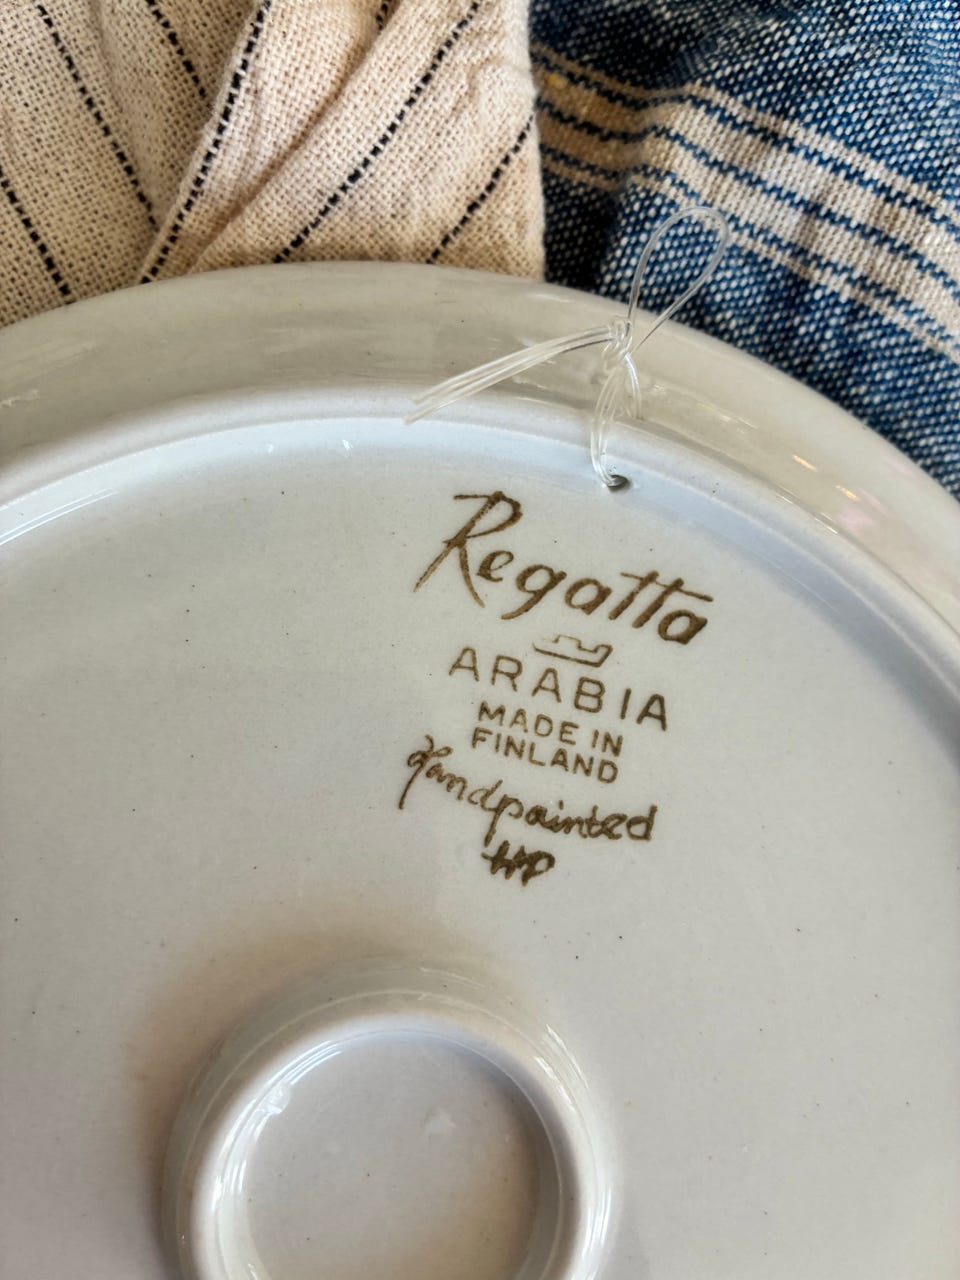 Regatta
ARABIA
MADE IN
FINLAND
Handpainted
HP